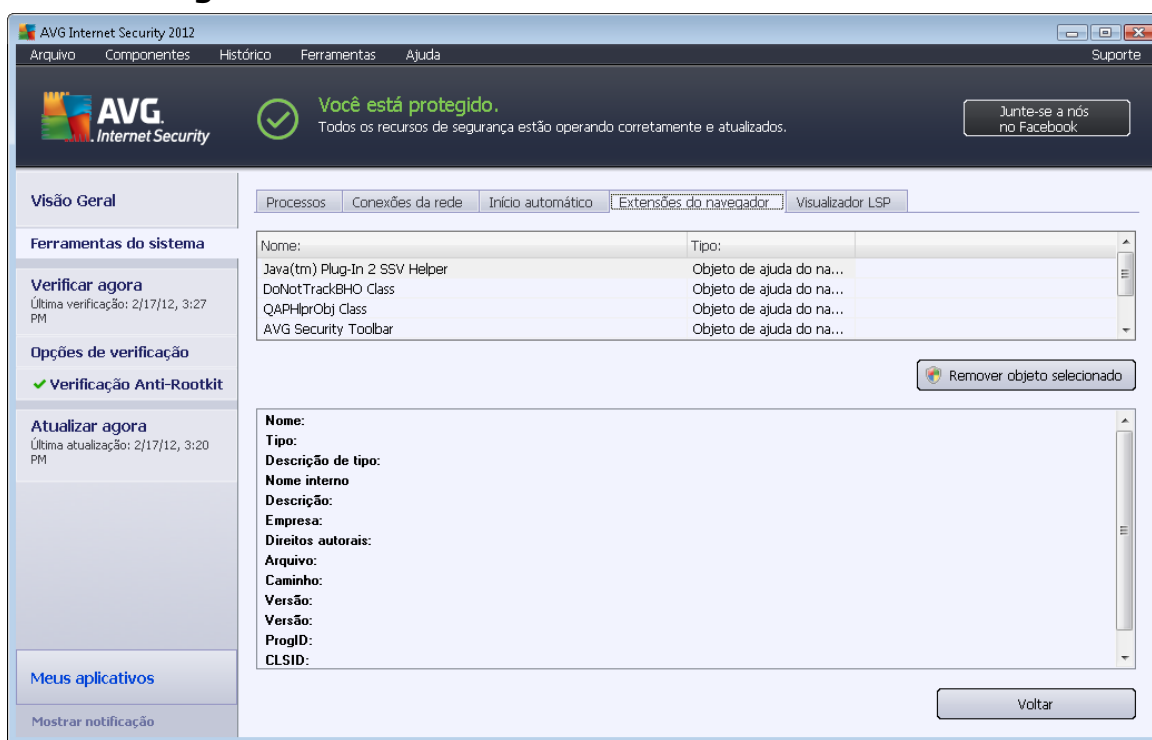 AVG Internet Security 2012
Arquivo Componentes Histórico Ferramentas Ajuda Suporte
AVG.
Internet Security
Você está protegido.
Todos os recursos de segurança estão operando corretamente e atualizados.
Junte-se a nós
no Facebook
Visão Geral
Ferramentas do sistema
Verificar agora
Última verificação: 2/17/12, 3:27
PM
Opções de verificação
Verificação Anti-Rootkit
Atualizar agora
Última atualização: 2/17/12, 3:20
PM
Meus aplicativos
Mostrar notificação
Processos Conexões da rede Início automático Extensões do navegador Visualizador LSP
Nome: Tipo:
Java(tm) Plug-In 2 SSV Helper Objeto de ajuda do na...
DoNotTrackBHO Class Objeto de ajuda do na...
QAPHlprObj Class Objeto de ajuda do na...
AVG Security Toolbar Objeto de ajuda do na...
Remover objeto selecionado
Nome:
Tipo:
Descrição de tipo:
Nome interno
Descrição:
Empresa:
Direitos autorais:
Arquivo:
Caminho:
Versão:
Versão:
ProgID:
CLSID:
Voltar